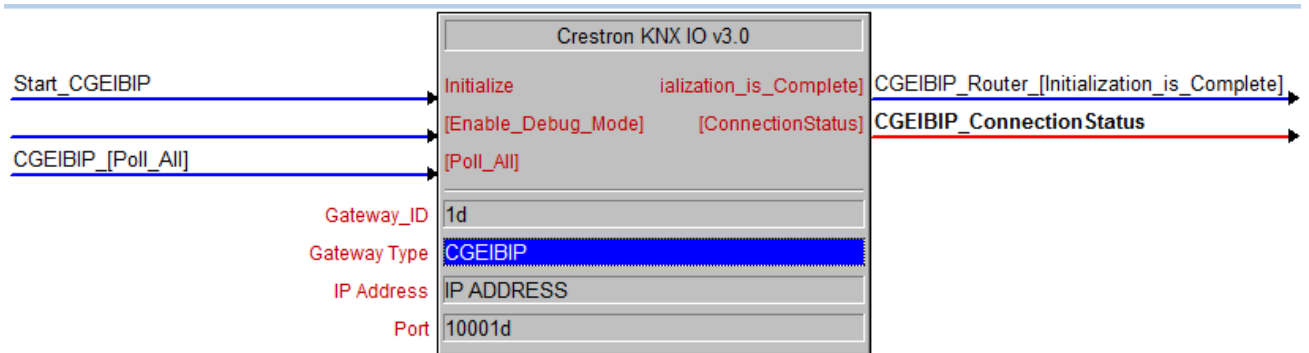 Crestron KNX IO v3.0
Start_CGEIBIP Initialize ialization_is_Complete] CGEIBIP_Router_[Initialization_is_Complete]
[Enable_Debug_Mode] [ConnectionStatus] CGEIBIP_ConnectionStatus
CGEIBIP_[Poll_All] [Poll_All]
Gateway_ID 1d
Gateway Type CGEIBIP
IP Address IP ADDRESS
Port 10001d